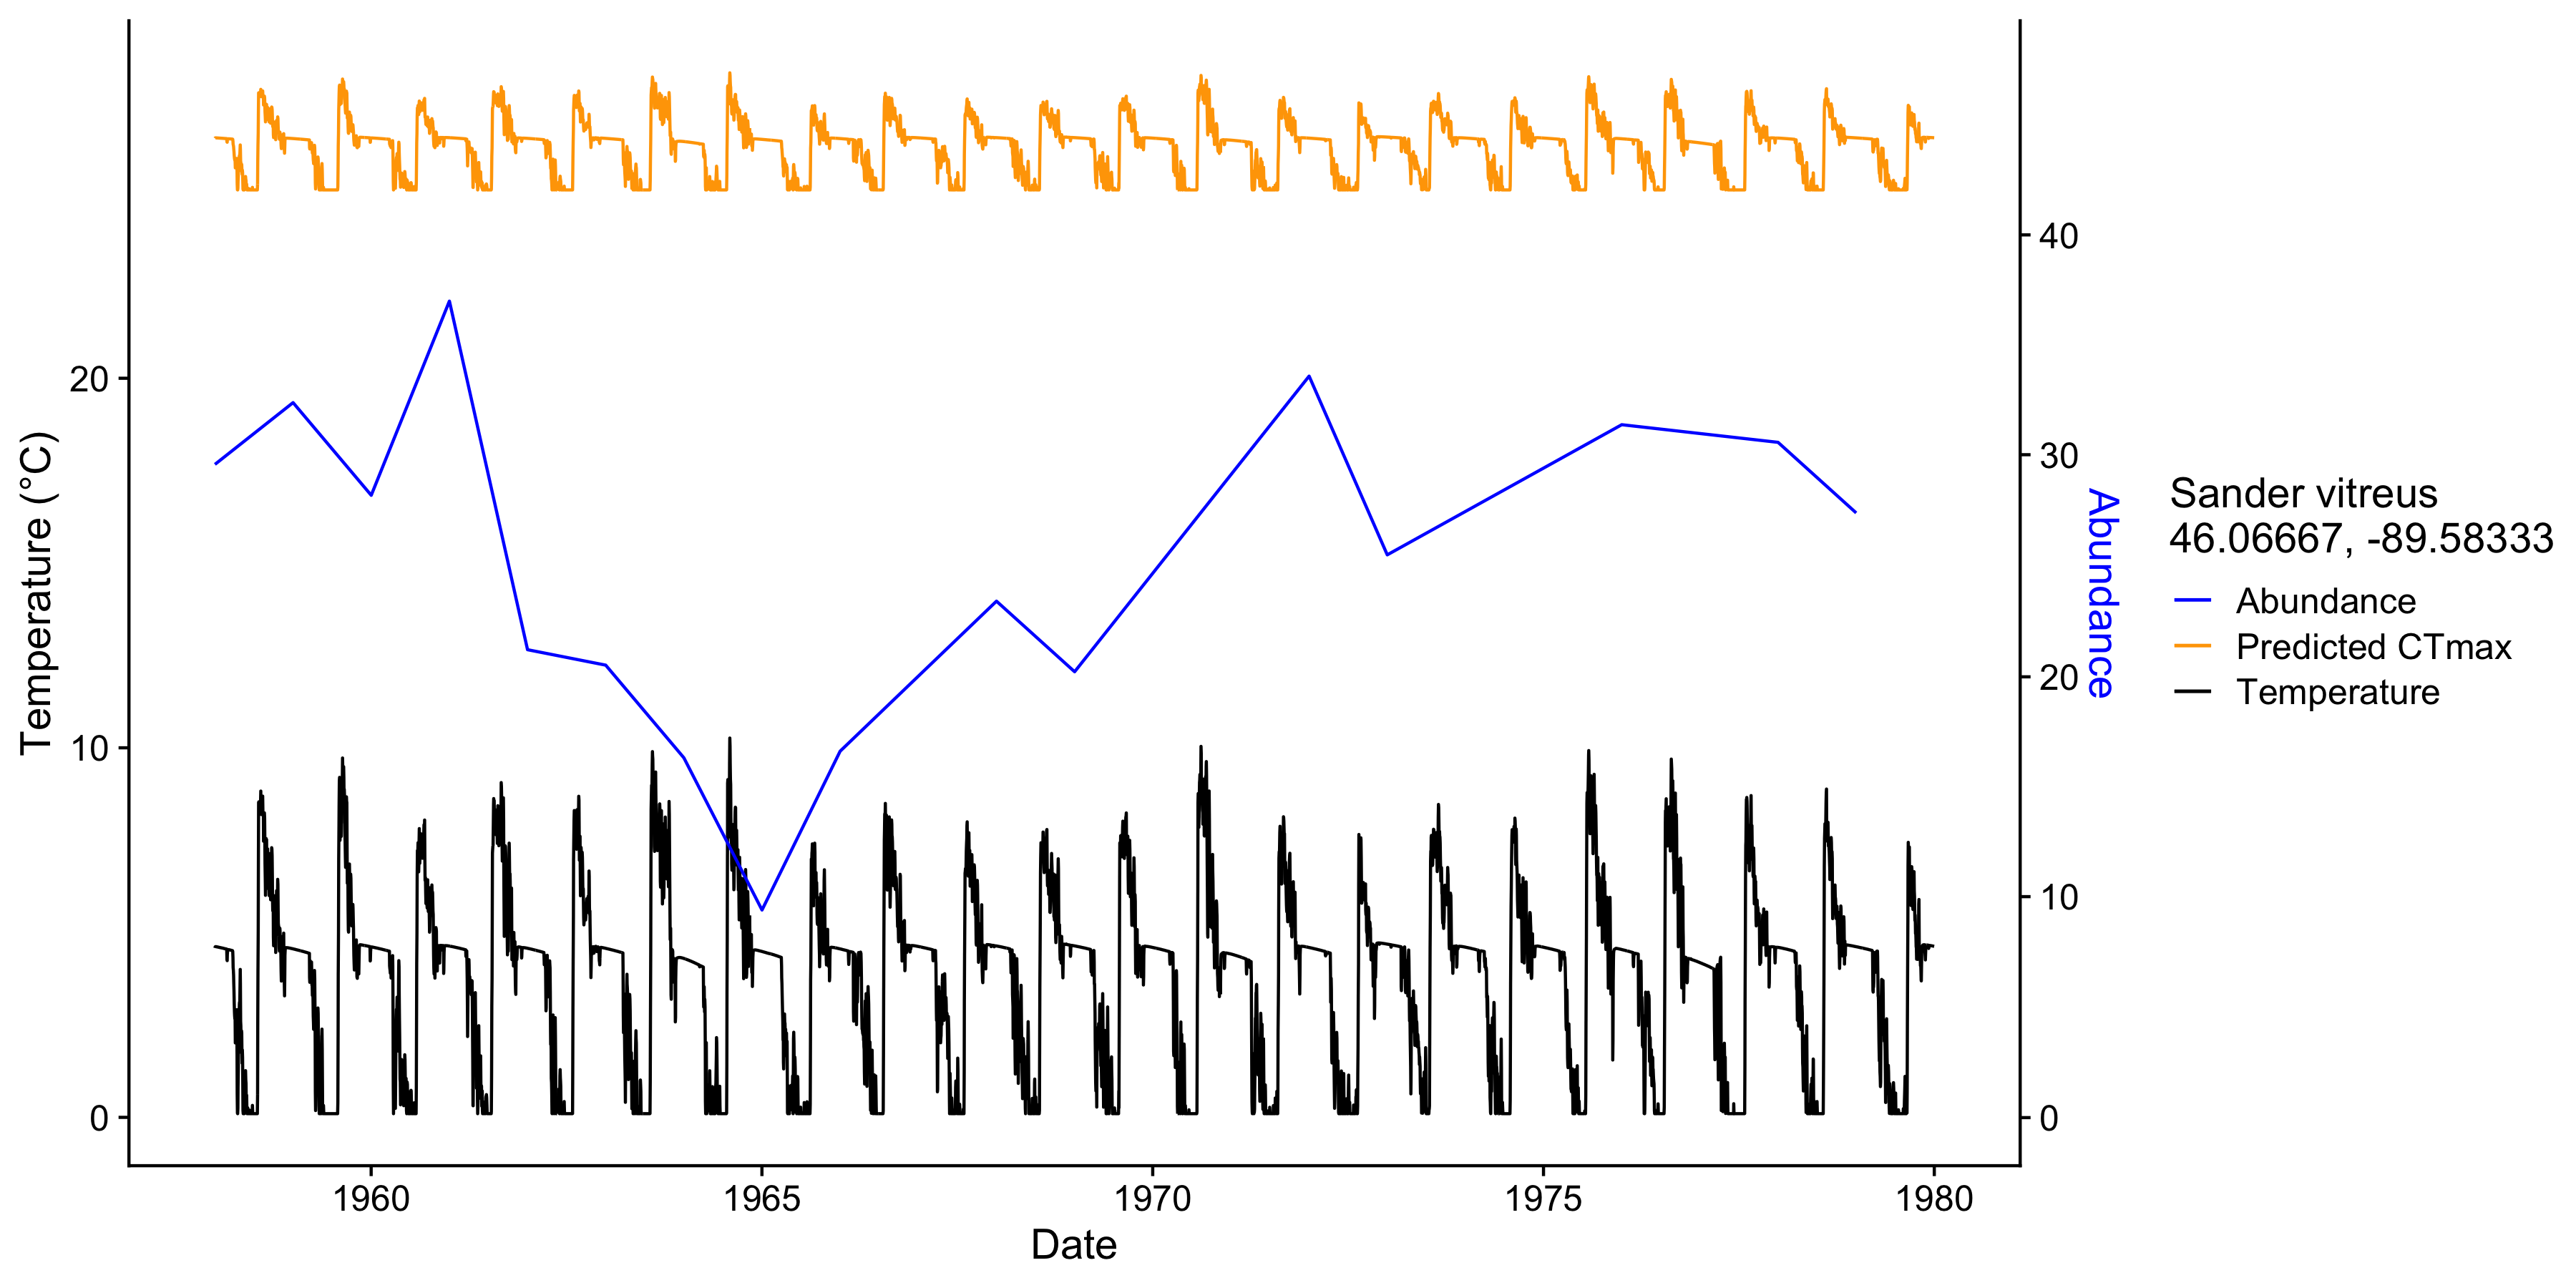 Temperature (°C)
20
10
0
1960
1965
1970
1975
1980
Date
40
30
20
10
0
Abundance
Sander vitreus
46.06667, -89.58333
Abundance
Predicted CTmax
Temperature